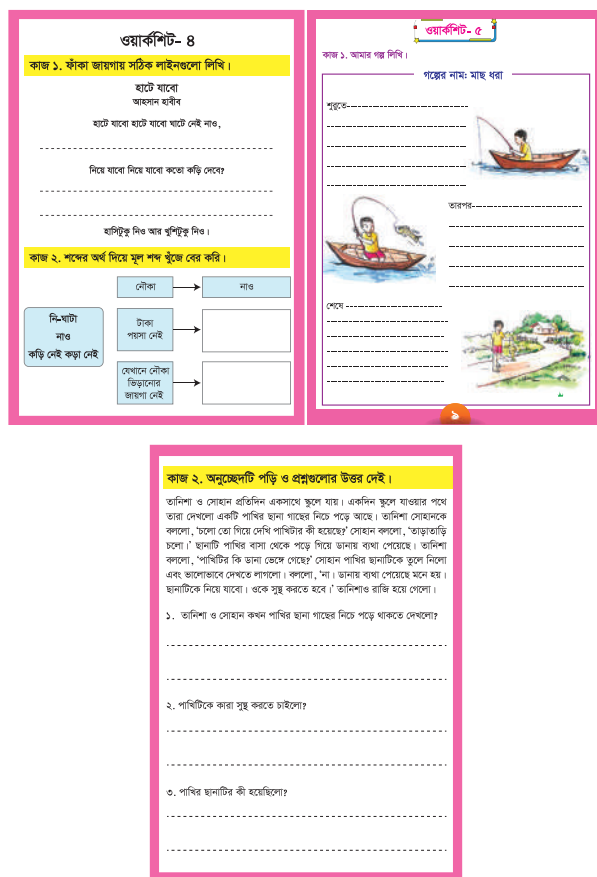 ওয়ার্কশিট- ৪
কাজ ১. ফাঁকা জায়গায় সঠিক লাইনগুলো লিখি।
হাটে যাবো
আহসান হাবীব
হাটে যাবো হাটে যাবো ঘাটে নেই নাও,
নিয়ে যাবো নিয়ে যাবো কতো কড়ি দেবে?
হাসিটুকু নিও আর খুশিটুকু নিও।
কাজ ২. শব্দের অর্থ দিয়ে মূল শব্দ খুঁজে বের করি।
নি-ঘাটা
নাও
কড়ি নেই কড়া নেই
নৌকা
নাও
টাকা
পয়সা নেই
যেখানে নৌকা
ভিড়ানোর
জায়গা নেই
ওয়ার্কশিট- ৫
কাজ ১. আমার গল্প লিখি।
গল্পের নাম: মাছ ধরা
শুরুতে
তারপর
শেষে
৯
কাজ ২. অনুচ্ছেদটি পড়ি ও প্রশ্নগুলোর উত্তর দেই।
তানিশা ও সোহান প্রতিদিন একসাথে স্কুলে যায়। একদিন স্কুলে যাওয়ার পথে
তারা দেখলো একটি পাখির ছানা গাছের নিচে পড়ে আছে। তানিশা সোহানকে
বললো, ‘চলো তো গিয়ে দেখি পাখিটার কী হয়েছে?’ সোহান বললো, ‘তাড়াতাড়ি
চলো।’ ছানাটি পাখির বাসা থেকে পড়ে গিয়ে ডানায় ব্যথা পেয়েছে। তানিশা
বললো, ‘পাখিটির কি ডানা ভেঙ্গে গেছে?’ সোহান পাখির ছানাটিকে তুলে নিলো
এবং ভালোভাবে দেখতে লাগলো। বললো, ‘না। ডানায় ব্যথা পেয়েছে মনে হয়।
ছানাটিকে নিয়ে যাবো। ওকে সুস্থ করতে হবে।’ তানিশাও রাজি হয়ে গেলো।
১. তানিশা ও সোহান কখন পাখির ছানা গাছের নিচে পড়ে থাকতে দেখলো?
২. পাখিটিকে কারা সুস্থ করতে চাইলো?
৩. পাখির ছানাটির কী হয়েছিলো?